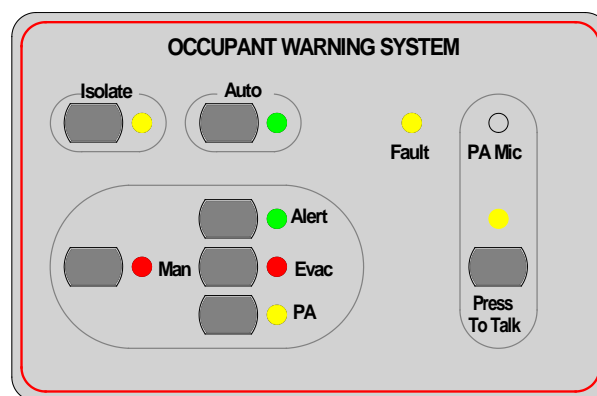 OCCUPANT WARNING SYSTEM
Isolate
Auto
Fault
PA Mic
Alert
Man
Evac
PA
Press
To Talk